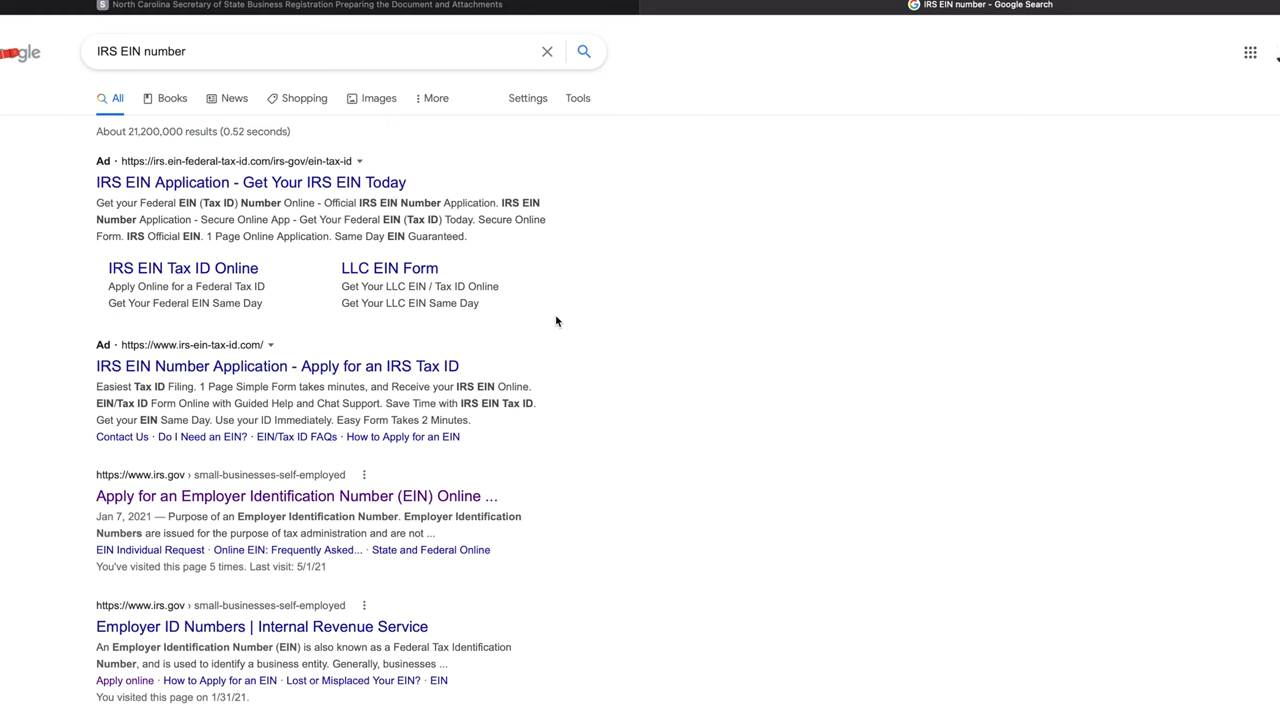 North Carolina Secretary of State Business Registration Preparing the Document and Attachments
IRS EIN number - Google Search
IRS EIN number
All Books News Shopping Images More Settings Tools
About 21,200,000 results (0.52 seconds)
Ad · https://irs.ein-federal-tax-id.com/irs-gov/ein-tax-id
IRS EIN Application - Get Your IRS EIN Today
Get your Federal EIN (Tax ID) Number Online - Official IRS EIN Number Application. IRS EIN
Number Application - Secure Online App - Get Your Federal EIN (Tax ID) Today. Secure Online
Form. IRS Official EIN. 1 Page Online Application. Same Day EIN Guaranteed.
IRS EIN Tax ID Online
Apply Online for a Federal Tax ID
Get Your Federal EIN Same Day
LLC EIN Form
Get Your LLC EIN / Tax ID Online
Get Your LLC EIN Same Day
Ad · https://www.irs-ein-tax-id.com/
IRS EIN Number Application - Apply for an IRS Tax ID
Easiest Tax ID Filing. 1 Page Simple Form takes minutes, and Receive your IRS EIN Online.
EIN/Tax ID Form Online with Guided Help and Chat Support. Save Time with IRS EIN Tax ID.
Get your EIN Same Day. Use your ID Immediately. Easy Form Takes 2 Minutes.
Contact Us · Do I Need an EIN? · EIN/Tax ID FAQs · How to Apply for an EIN
https://www.irs.gov › small-businesses-self-employed
Apply for an Employer Identification Number (EIN) Online ...
Jan 7, 2021 — Purpose of an Employer Identification Number. Employer Identification
Numbers are issued for the purpose of tax administration and are not ...
EIN Individual Request · Online EIN: Frequently Asked... · State and Federal Online
You've visited this page 5 times. Last visit: 5/1/21
https://www.irs.gov › small-businesses-self-employed
Employer ID Numbers | Internal Revenue Service
An Employer Identification Number (EIN) is also known as a Federal Tax Identification
Number, and is used to identify a business entity. Generally, businesses ...
Apply online · How to Apply for an EIN · Lost or Misplaced Your EIN? · EIN
You visited this page on 1/31/21.